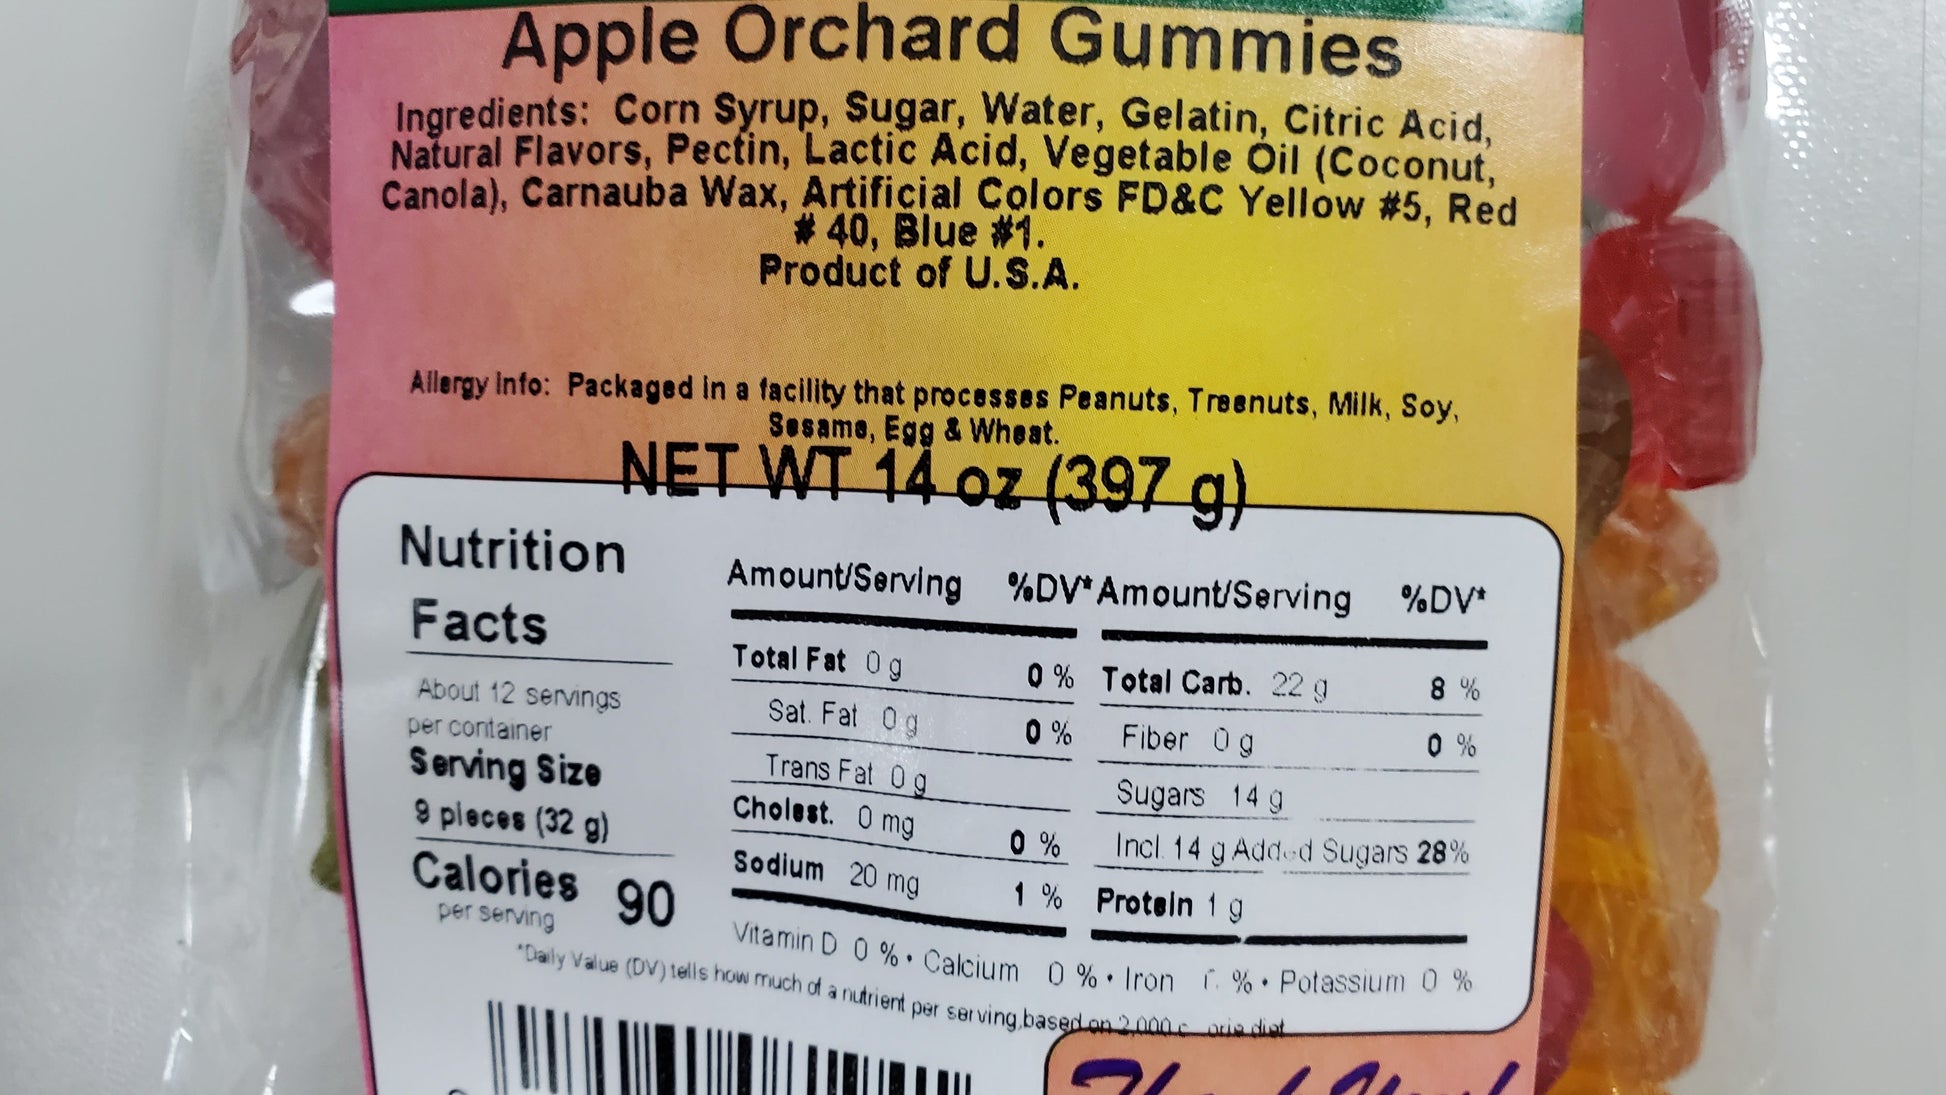 Apple Orchard Gummies
Ingredients: Corn Syrup, Sugar, Water, Gelatin, Citric Acid,
Natural Flavors, Pectin, Lactic Acid, Vegetable Oil (Coconut,
Canola), Carnauba Wax, Artificial Colors FD&C Yellow #5, Red
# 40, Blue #1.
Product of U.S.A.
Allergy Info: Packaged in a facility that processes Peanuts, Treenuts, Milk, Soy,
Sesame, Egg & Wheat.
NET WT 14 oz (397 g)
Nutrition
Facts
About 12 servings
per container
Serving Size
9 pieces (32 g)
Calories 90
per serving
Amount/Serving %DV*
Total Fat 0 g 0 %
Sat. Fat 0 g 0 %
Trans Fat 0 g
Cholest. 0 mg 0 %
Sodium 20 mg 1 %
Amount/Serving %DV*
Total Carb. 22 g 8 %
Fiber 0 g 0 %
Sugars 14 g
Incl. 14 g Added Sugars 28%
Protein 1 g
Vitamin D 0 % • Calcium 0 % • Iron % • Potassium 0 %
*Daily Value (DV) tells how much of a nutrient per serving, based on 2,000 diet